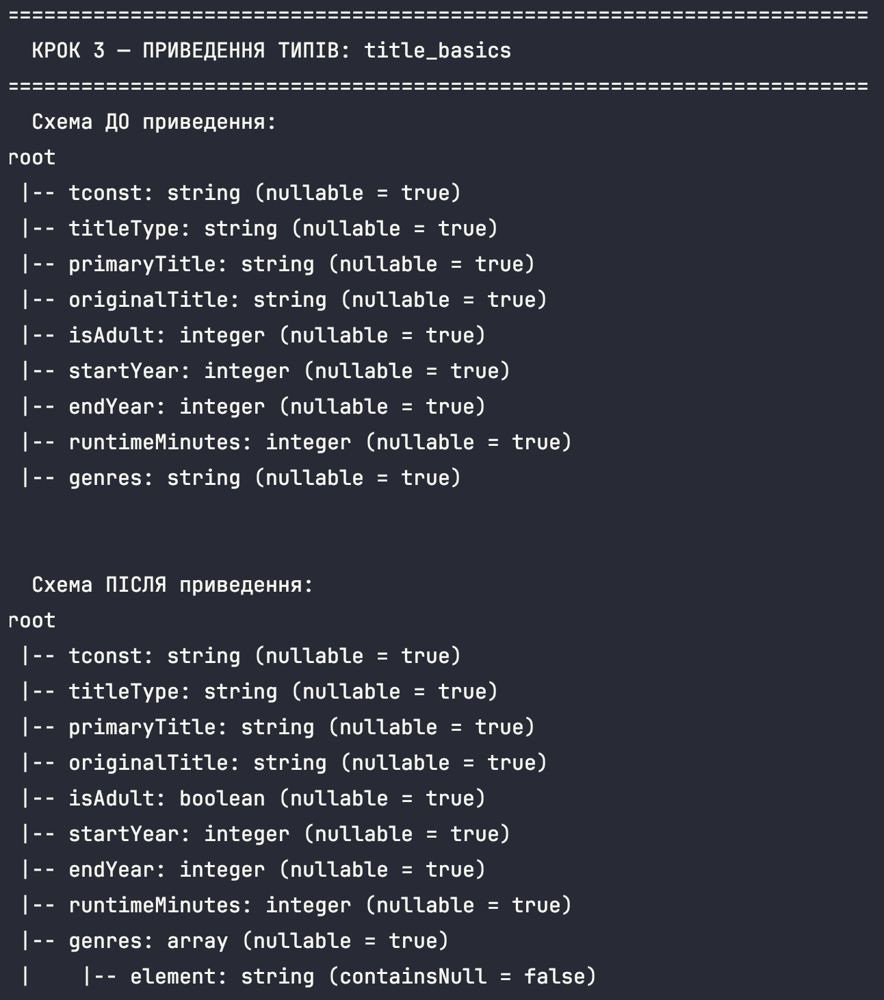 ======================================================================
КРОК 3 — ПРИВЕДЕННЯ ТИПІВ: title_basics
======================================================================
Схема ДО приведення:
root
 |-- tconst: string (nullable = true)
 |-- titleType: string (nullable = true)
 |-- primaryTitle: string (nullable = true)
 |-- originalTitle: string (nullable = true)
 |-- isAdult: integer (nullable = true)
 |-- startYear: integer (nullable = true)
 |-- endYear: integer (nullable = true)
 |-- runtimeMinutes: integer (nullable = true)
 |-- genres: string (nullable = true)
Схема ПІСЛЯ приведення:
root
 |-- tconst: string (nullable = true)
 |-- titleType: string (nullable = true)
 |-- primaryTitle: string (nullable = true)
 |-- originalTitle: string (nullable = true)
 |-- isAdult: boolean (nullable = true)
 |-- startYear: integer (nullable = true)
 |-- endYear: integer (nullable = true)
 |-- runtimeMinutes: integer (nullable = true)
 |-- genres: array (nullable = true)
 |    |-- element: string (containsNull = false)